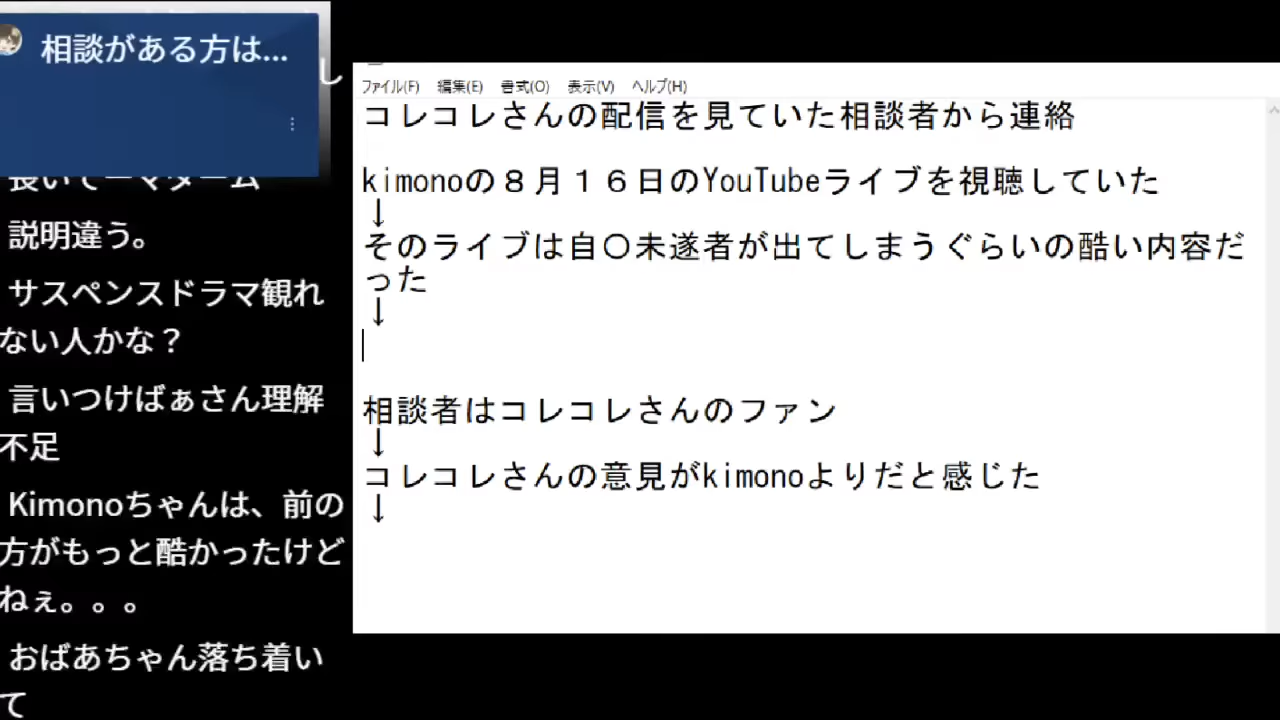 相談がある方は...
し
説明違う。
サスペンスドラマ観れ
ない人かな？
言いつけばぁさん理解
不足
Kimonoちゃんは、前の
方がもっと酷かったけど
ねぇ。。。
おばあちゃん落ち着い
て
ファイル(F) 編集(E) 書式(O) 表示(V) ヘルプ(H)
コレコレさんの配信を見ていた相談者から連絡
kimonoの８月１６日のYouTubeライブを視聴していた
↓
そのライブは自〇未遂者が出てしまうぐらいの酷い内容だ
った
↓
相談者はコレコレさんのファン
↓
コレコレさんの意見がkimonoよりだと感じた
↓